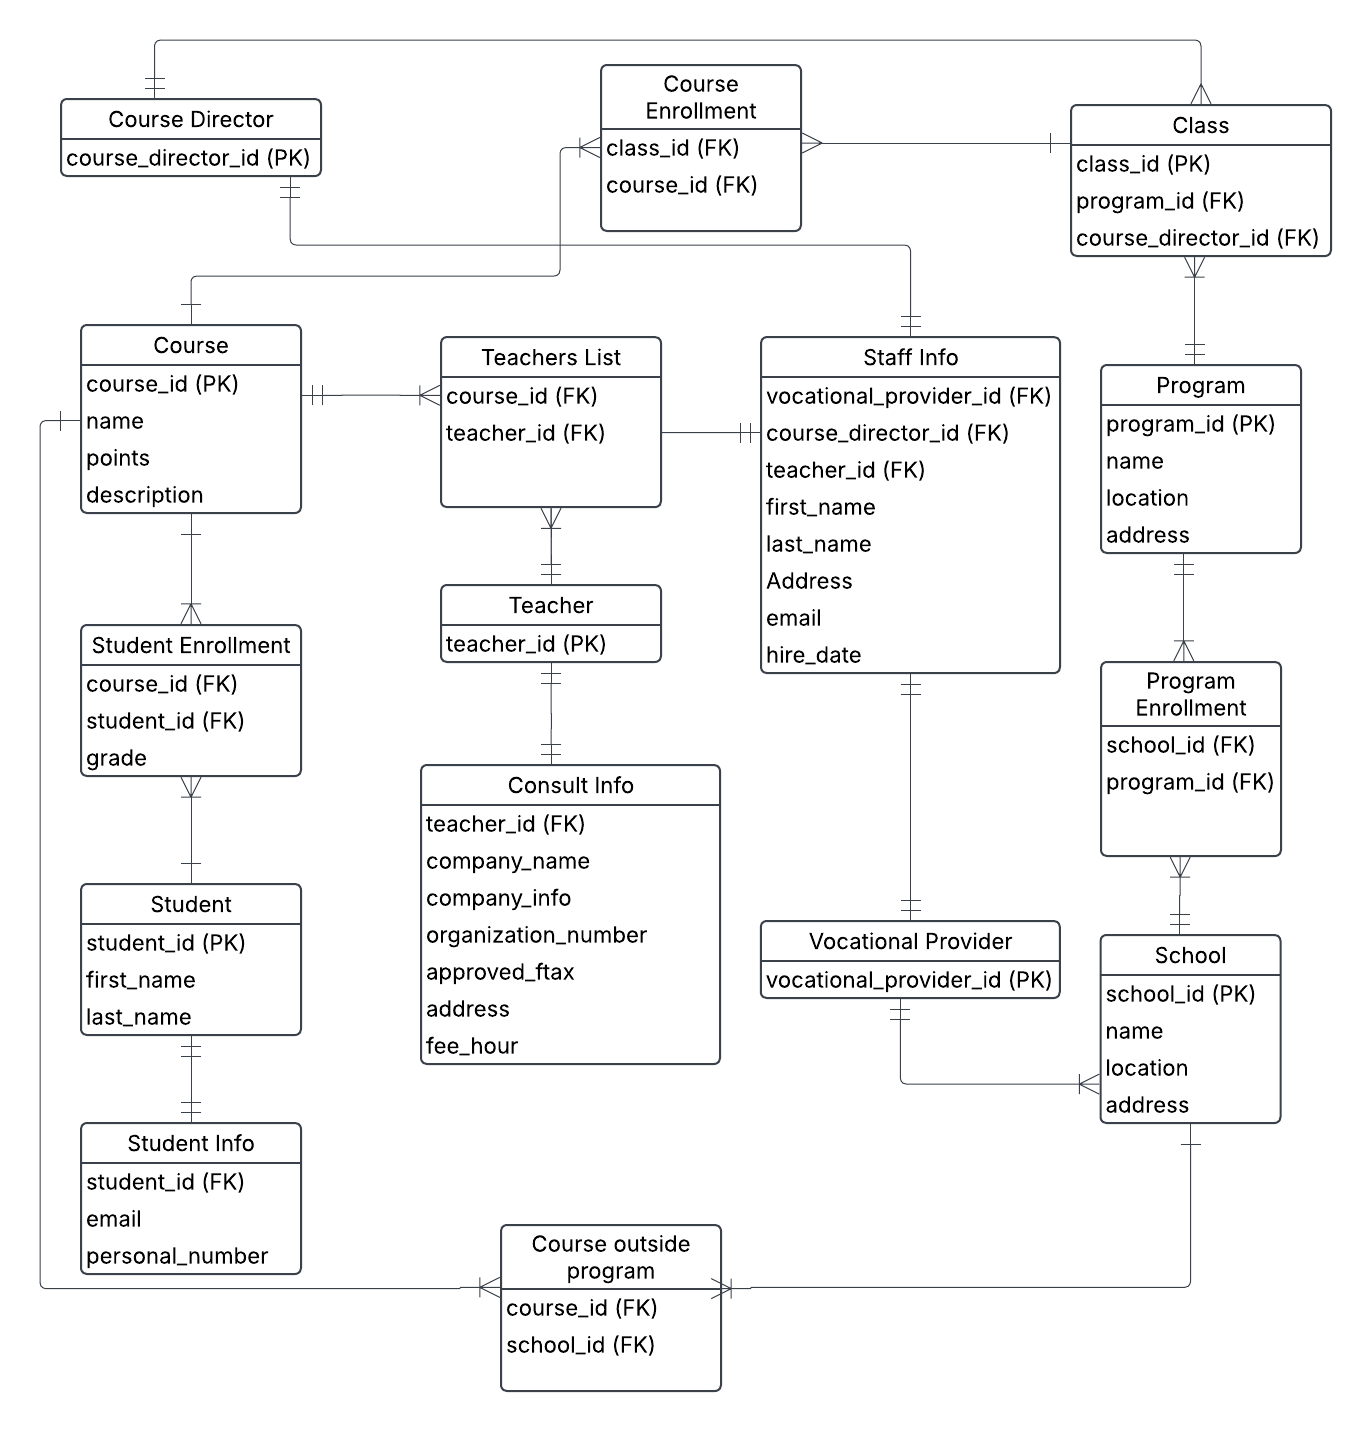 Course Director
course_director_id (PK)
Course
Enrollment
class_id (FK)
course_id (FK)
Class
class_id (PK)
program_id (FK)
course_director_id (FK)
Course
course_id (PK)
name
points
description
Teachers List
course_id (FK)
teacher_id (FK)
Staff Info
vocational_provider_id (FK)
course_director_id (FK)
teacher_id (FK)
first_name
last_name
Address
email
hire_date
Program
program_id (PK)
name
location
address
Teacher
teacher_id (PK)
Student Enrollment
course_id (FK)
student_id (FK)
grade
Program
Enrollment
school_id (FK)
program_id (FK)
Consult Info
teacher_id (FK)
company_name
company_info
organization_number
approved_ftax
address
fee_hour
Student
student_id (PK)
first_name
last_name
Vocational Provider
vocational_provider_id (PK)
School
school_id (PK)
name
location
address
Student Info
student_id (FK)
email
personal_number
Course outside
program
course_id (FK)
school_id (FK)